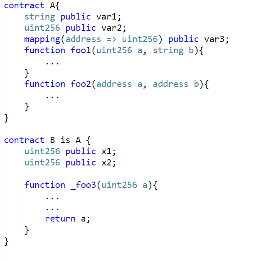 contract A{
    string public var1;
    uint256 public var2;
    mapping(address => uint256) public var3;
    function foo1(uint256 a, string b){
        ...
    }
    function foo2(address a, address b){
        ...
    }
}

contract B is A {
    uint256 public x1;
    uint256 public x2;

    function _foo3(uint256 a){
        ...
        ...
        return a;
    }
}